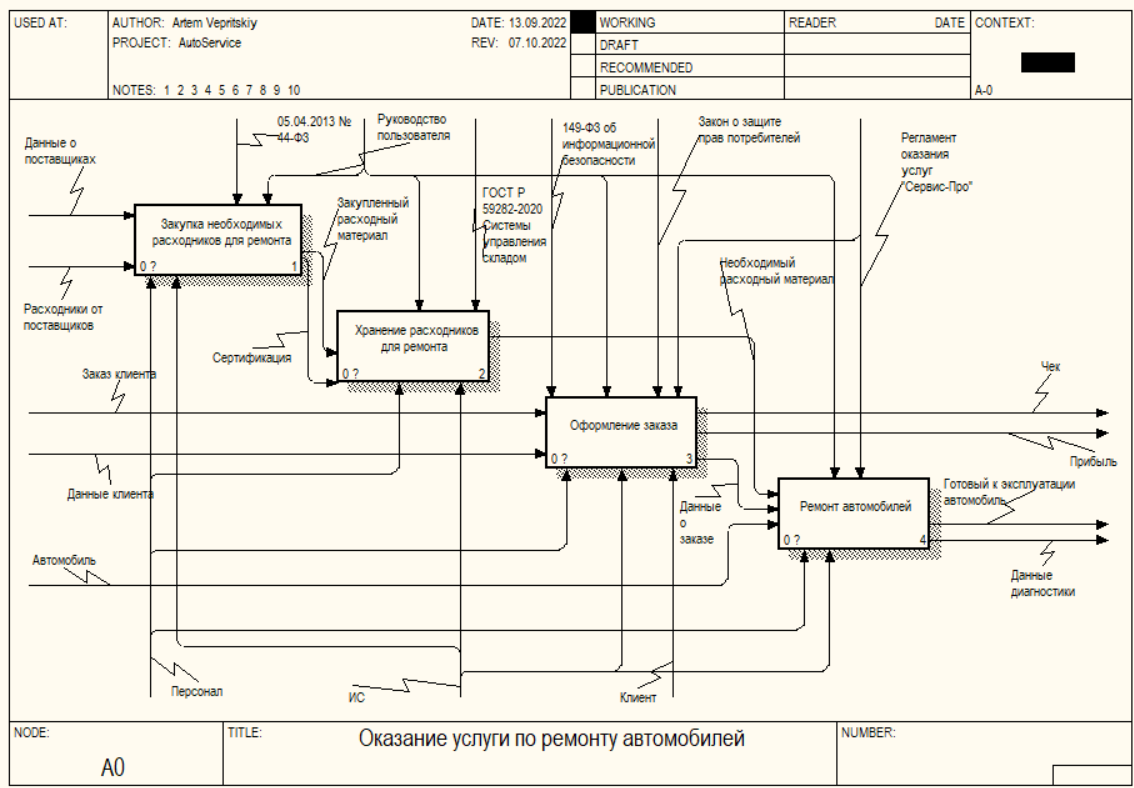 USED AT:
AUTHOR: Artem Vepritskiy
DATE: 13.09.2022
WORKING
READER
DATE
CONTEXT:
PROJECT: AutoService
REV: 07.10.2022
DRAFT
RECOMMENDED
NOTES: 1 2 3 4 5 6 7 8 9 10
PUBLICATION
A-0
Данные о
поставщиках
05.04.2013 №
44-ФЗ
Руководство
пользователя
149-ФЗ об
информационной
безопасности
Закон о защите
прав потребителей
Регламент
оказания
услуг
"Сервис-Про"
Закупка необходимых
расходников для ремонта
0 ?
1
Закупленный
расходный
материал
ГОСТ Р
59282-2020
Системы
управления
складом
Необходимый
расходный материал
Расходники от
поставщиков
Сертификация
Хранение расходников
для ремонта
0 ?
2
Заказ клиента
Чек
Оформление заказа
0 ?
3
Прибыль
Данные клиента
Данные
о
заказе
Ремонт автомобилей
0 ?
4
Готовый к эксплуатации
автомобиль
Автомобиль
Данные
диагностики
Персонал
ИС
Клиент
NODE:
A0
TITLE:
Оказание услуги по ремонту автомобилей
NUMBER: